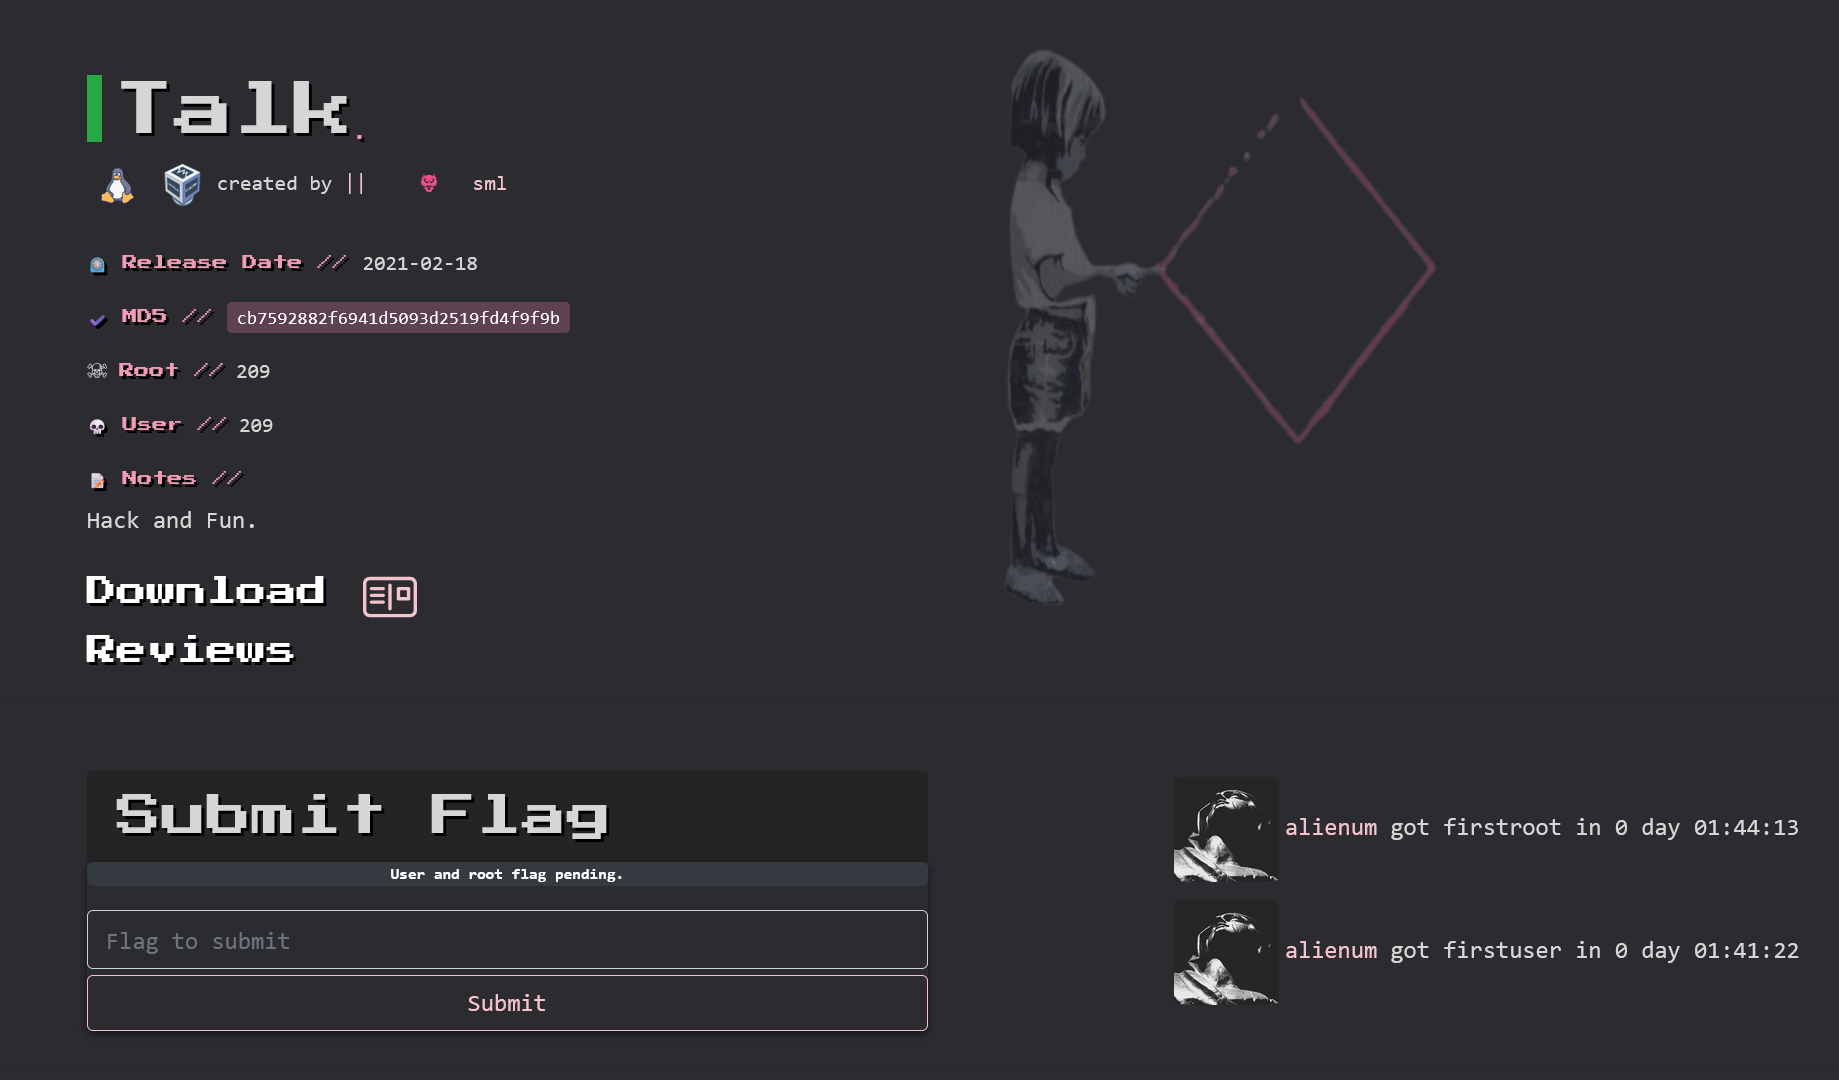 Talk.
created by || sml
Release Date // 2021-02-18
MD5 // cb7592882f6941d5093d2519fd4f9f9b
Root // 209
User // 209
Notes //
Hack and Fun.
Download
Reviews
Submit Flag
User and root flag pending.
Flag to submit
Submit
alienum got firstroot in 0 day 01:44:13
alienum got firstuser in 0 day 01:41:22